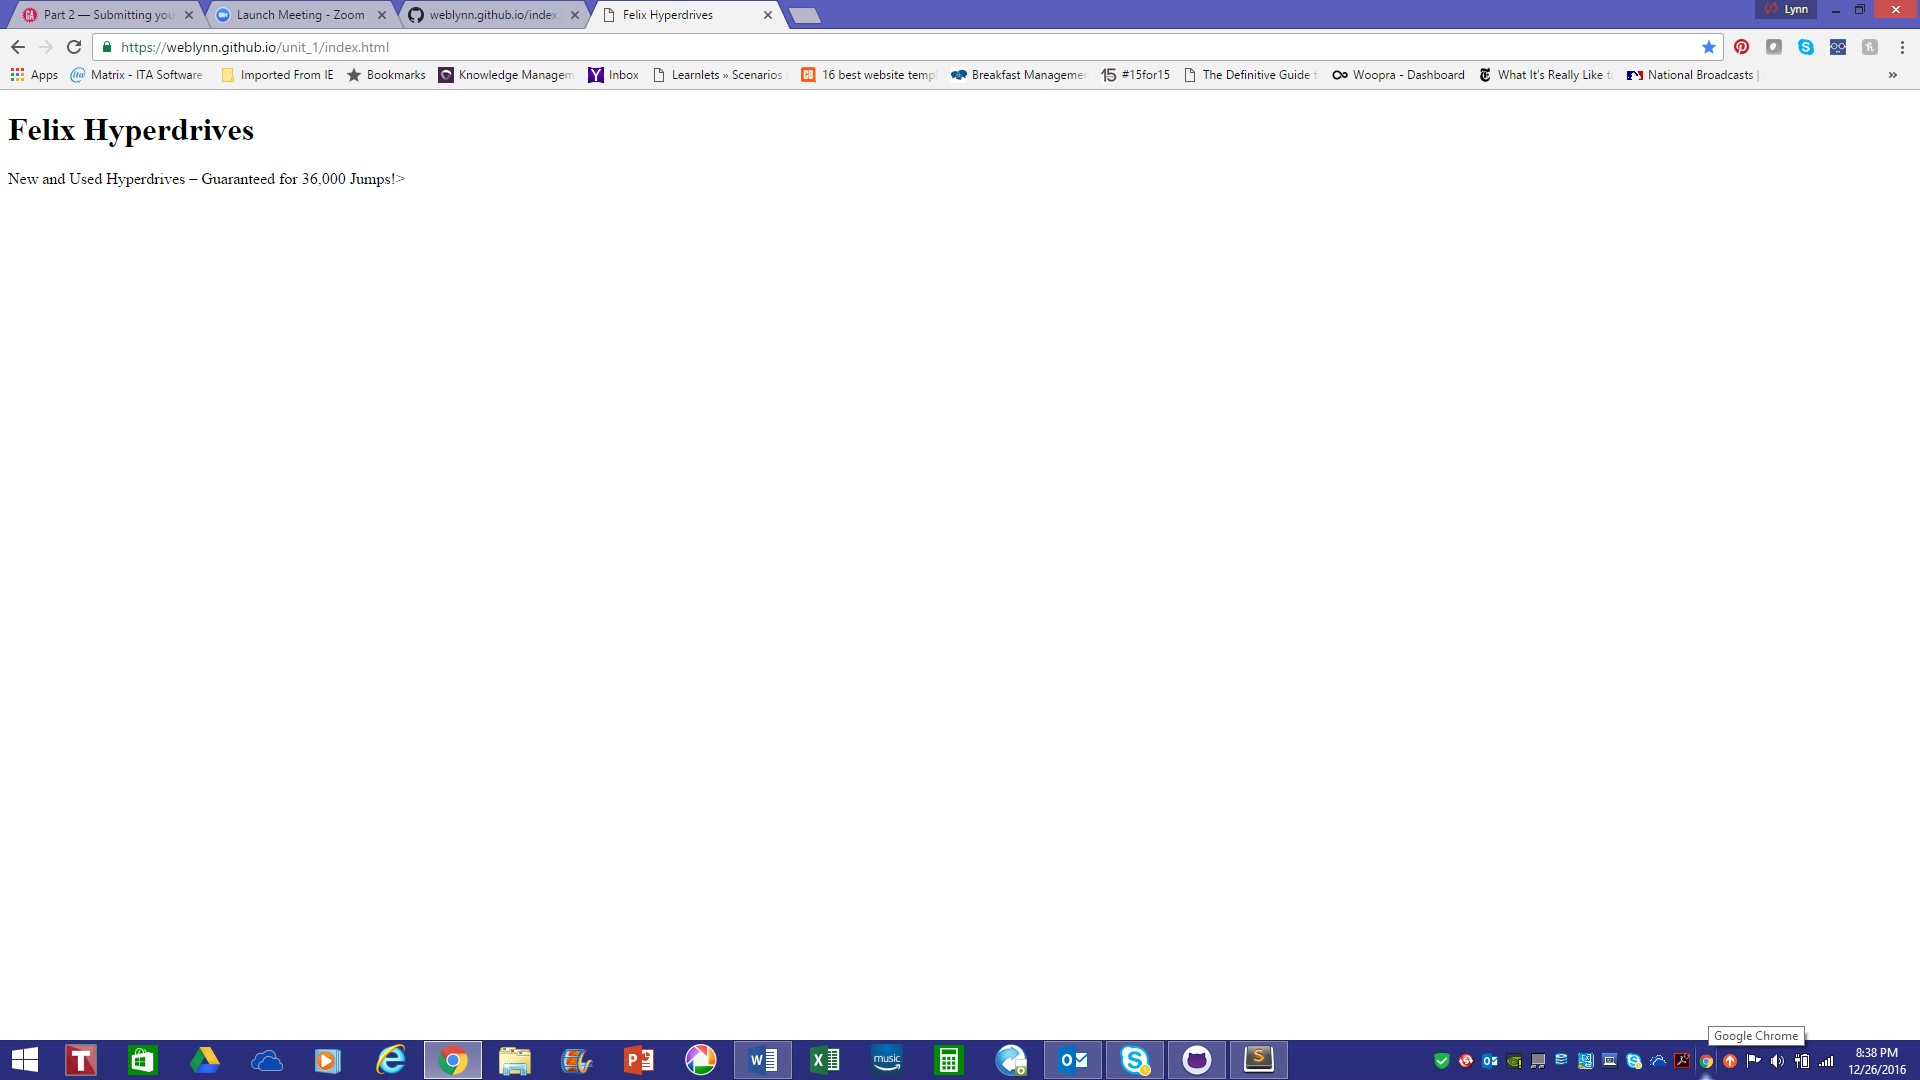 Part 2 — Submitting you
Launch Meeting - Zoom
weblynn.github.io/index.
Felix Hyperdrives
Lynn
https://weblynn.github.io/unit_1/index.html
Apps
Matrix - ITA Software
Imported From IE
Bookmarks
Knowledge Managem
Inbox
Learnlets » Scenarios
16 best website temp
Breakfast Manageme
#15for15
The Definitive Guide t
Woopra - Dashboard
What It's Really Like t
National Broadcasts |
»
Felix Hyperdrives
New and Used Hyperdrives – Guaranteed for 36,000 Jumps!>
Google Chrome
music
8:38 PM
12/26/2016